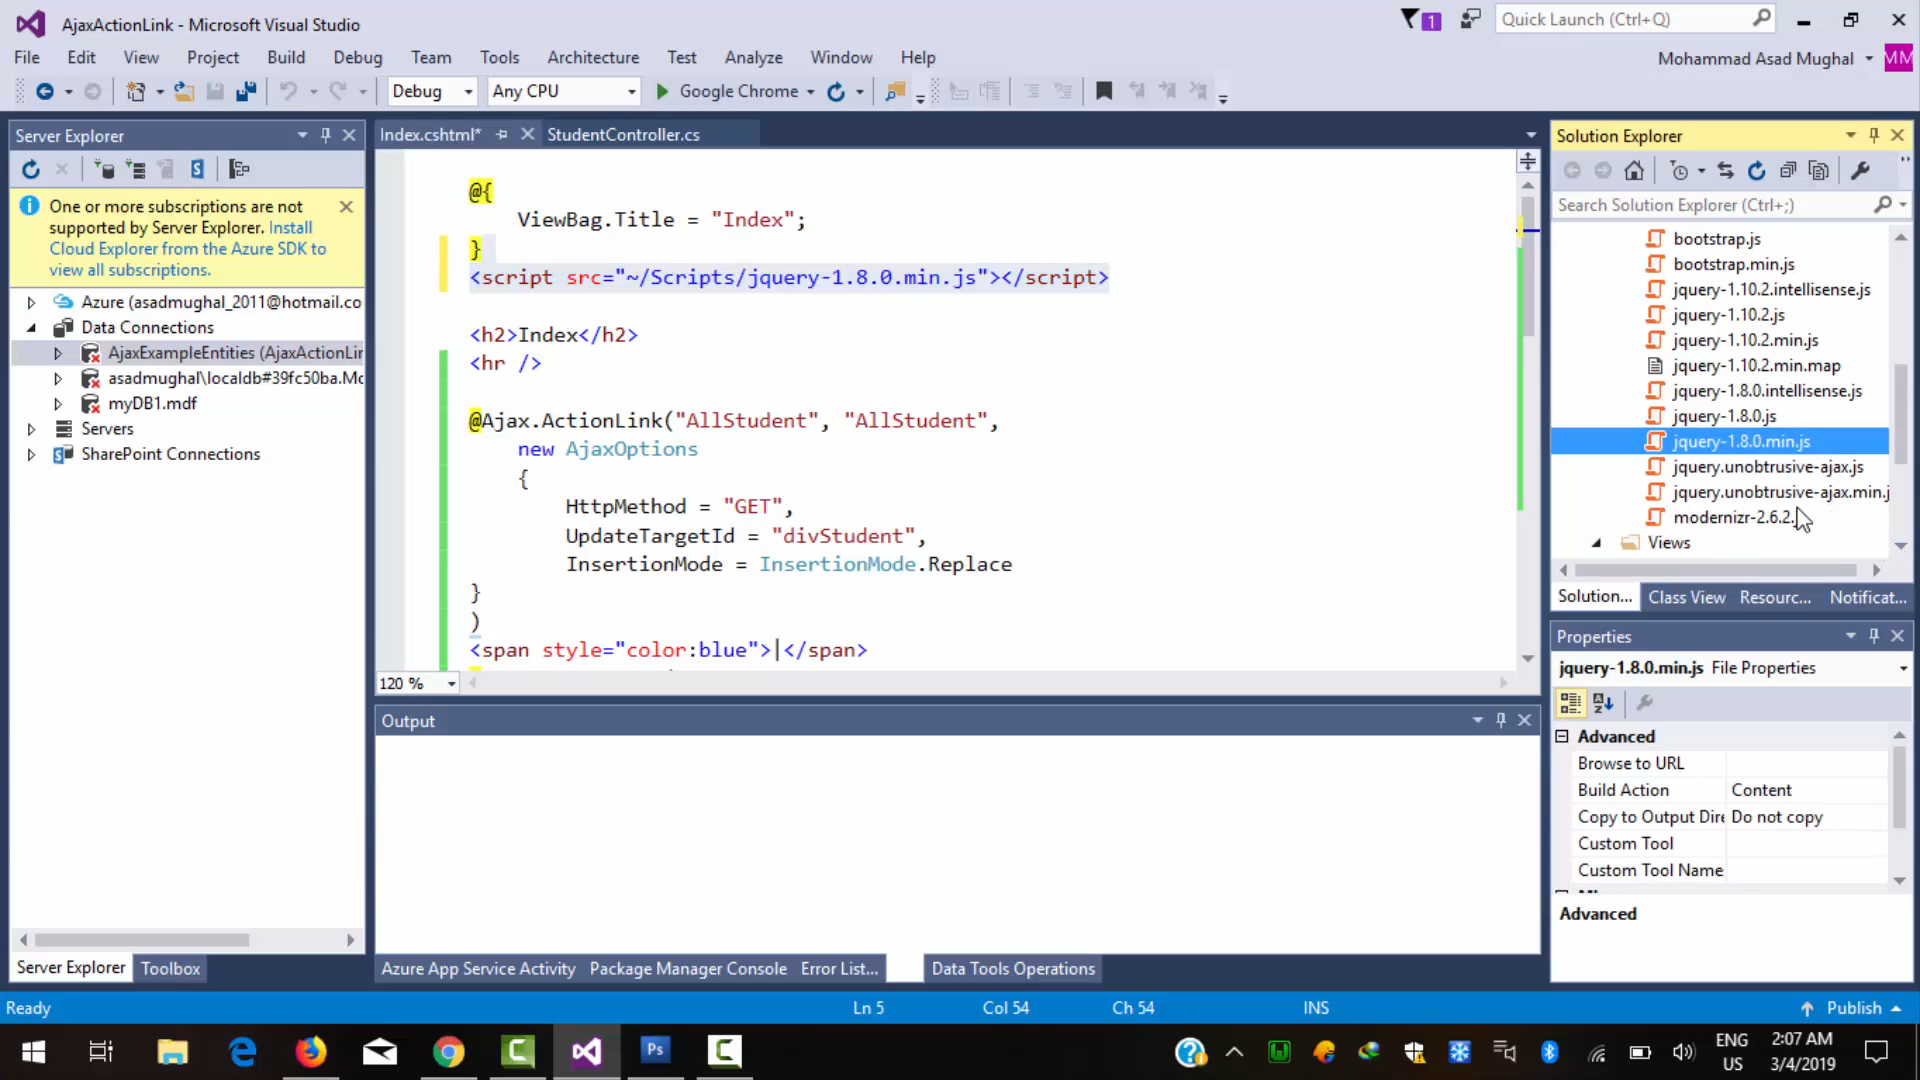 AjaxActionLink - Microsoft Visual Studio
1
Quick Launch (Ctrl+Q)
File Edit View Project Build Debug Team Tools Architecture Test Analyze Window Help
Mohammad Asad Mughal
MM
Debug
Any CPU
Google Chrome
Server Explorer
One or more subscriptions are not
supported by Server Explorer. Install
Cloud Explorer from the Azure SDK to
view all subscriptions.
Azure (asadmughal_2011@hotmail.co
Data Connections
AjaxExampleEntities (AjaxActionLin
asadmughal\localdb#39fc50ba.Mc
myDB1.mdf
Servers
SharePoint Connections
Server Explorer
Toolbox
Index.cshtml*
StudentController.cs
@{
ViewBag.Title = "Index";
}
<script src="~/Scripts/jquery-1.8.0.min.js"></script>
<h2>Index</h2>
<hr />
@Ajax.ActionLink("AllStudent", "AllStudent",
new AjaxOptions
{
HttpMethod = "GET",
UpdateTargetId = "divStudent",
InsertionMode = InsertionMode.Replace
}
)
<span style="color:blue">|</span>
120 %
Output
Azure App Service Activity
Package Manager Console
Error List...
Data Tools Operations
Solution Explorer
Search Solution Explorer (Ctrl+;)
bootstrap.js
bootstrap.min.js
jquery-1.10.2.intellisense.js
jquery-1.10.2.js
jquery-1.10.2.min.js
jquery-1.10.2.min.map
jquery-1.8.0.intellisense.js
jquery-1.8.0.js
jquery-1.8.0.min.js
jquery.unobtrusive-ajax.js
jquery.unobtrusive-ajax.min.j
modernizr-2.6.2.
Views
Solution...
Class View
Resourc...
Notificat...
Properties
jquery-1.8.0.min.js File Properties
Advanced
Browse to URL
Build Action Content
Copy to Output Dire Do not copy
Custom Tool
Custom Tool Name
Advanced
Ready
Ln 5
Col 54
Ch 54
INS
Publish
Ps
ENG
US
2:07 AM
3/4/2019